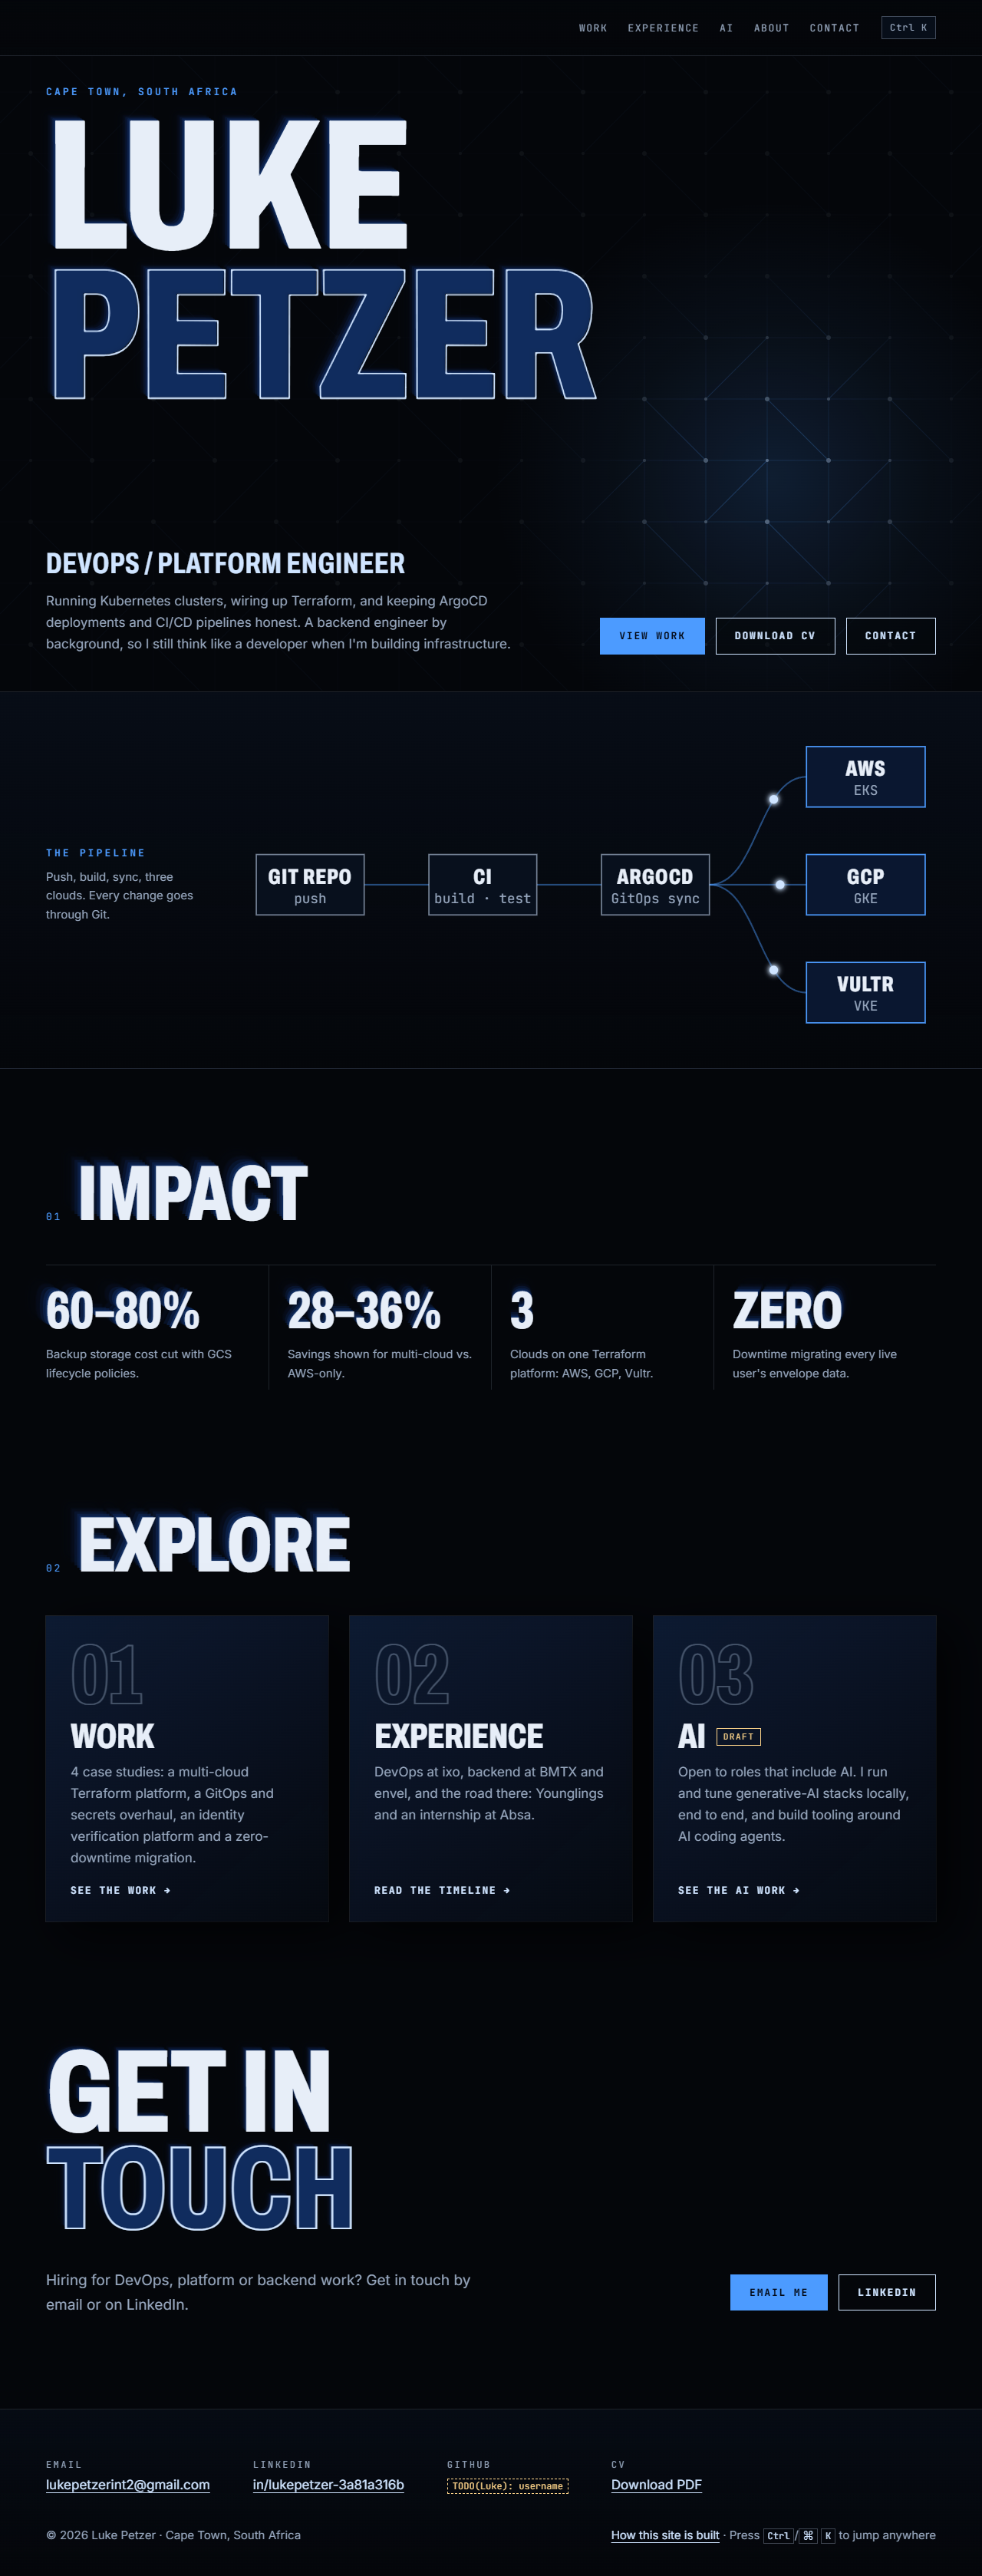 WORK EXPERIENCE AI ABOUT CONTACT Ctrl K
CAPE TOWN, SOUTH AFRICA
LUKE
PETZER
DEVOPS / PLATFORM ENGINEER
Running Kubernetes clusters, wiring up Terraform, and keeping ArgoCD
deployments and CI/CD pipelines honest. A backend engineer by
background, so I still think like a developer when I'm building infrastructure.
VIEW WORK DOWNLOAD CV CONTACT
THE PIPELINE
Push, build, sync, three
clouds. Every change goes
through Git.
GIT REPO
push
CI
build · test
ARGOCD
GitOps sync
AWS
EKS
GCP
GKE
VULTR
VKE
01 IMPACT
60–80%
Backup storage cost cut with GCS
lifecycle policies.
28–36%
Savings shown for multi-cloud vs.
AWS-only.
3
Clouds on one Terraform
platform: AWS, GCP, Vultr.
ZERO
Downtime migrating every live
user's envelope data.
02 EXPLORE
01
WORK
4 case studies: a multi-cloud
Terraform platform, a GitOps and
secrets overhaul, an identity
verification platform and a zero-
downtime migration.
SEE THE WORK →
02
EXPERIENCE
DevOps at ixo, backend at BMTX and
envel, and the road there: Younglings
and an internship at Absa.
READ THE TIMELINE →
03
AI DRAFT
Open to roles that include AI. I run
and tune generative-AI stacks locally,
end to end, and build tooling around
AI coding agents.
SEE THE AI WORK →
GET IN
TOUCH
Hiring for DevOps, platform or backend work? Get in touch by
email or on LinkedIn.
EMAIL ME LINKEDIN
EMAIL
lukepetzerint2@gmail.com
LINKEDIN
in/lukepetzer-3a81a316b
GITHUB
TODO(Luke): username
CV
Download PDF
© 2026 Luke Petzer · Cape Town, South Africa
How this site is built · Press Ctrl/⌘ K to jump anywhere